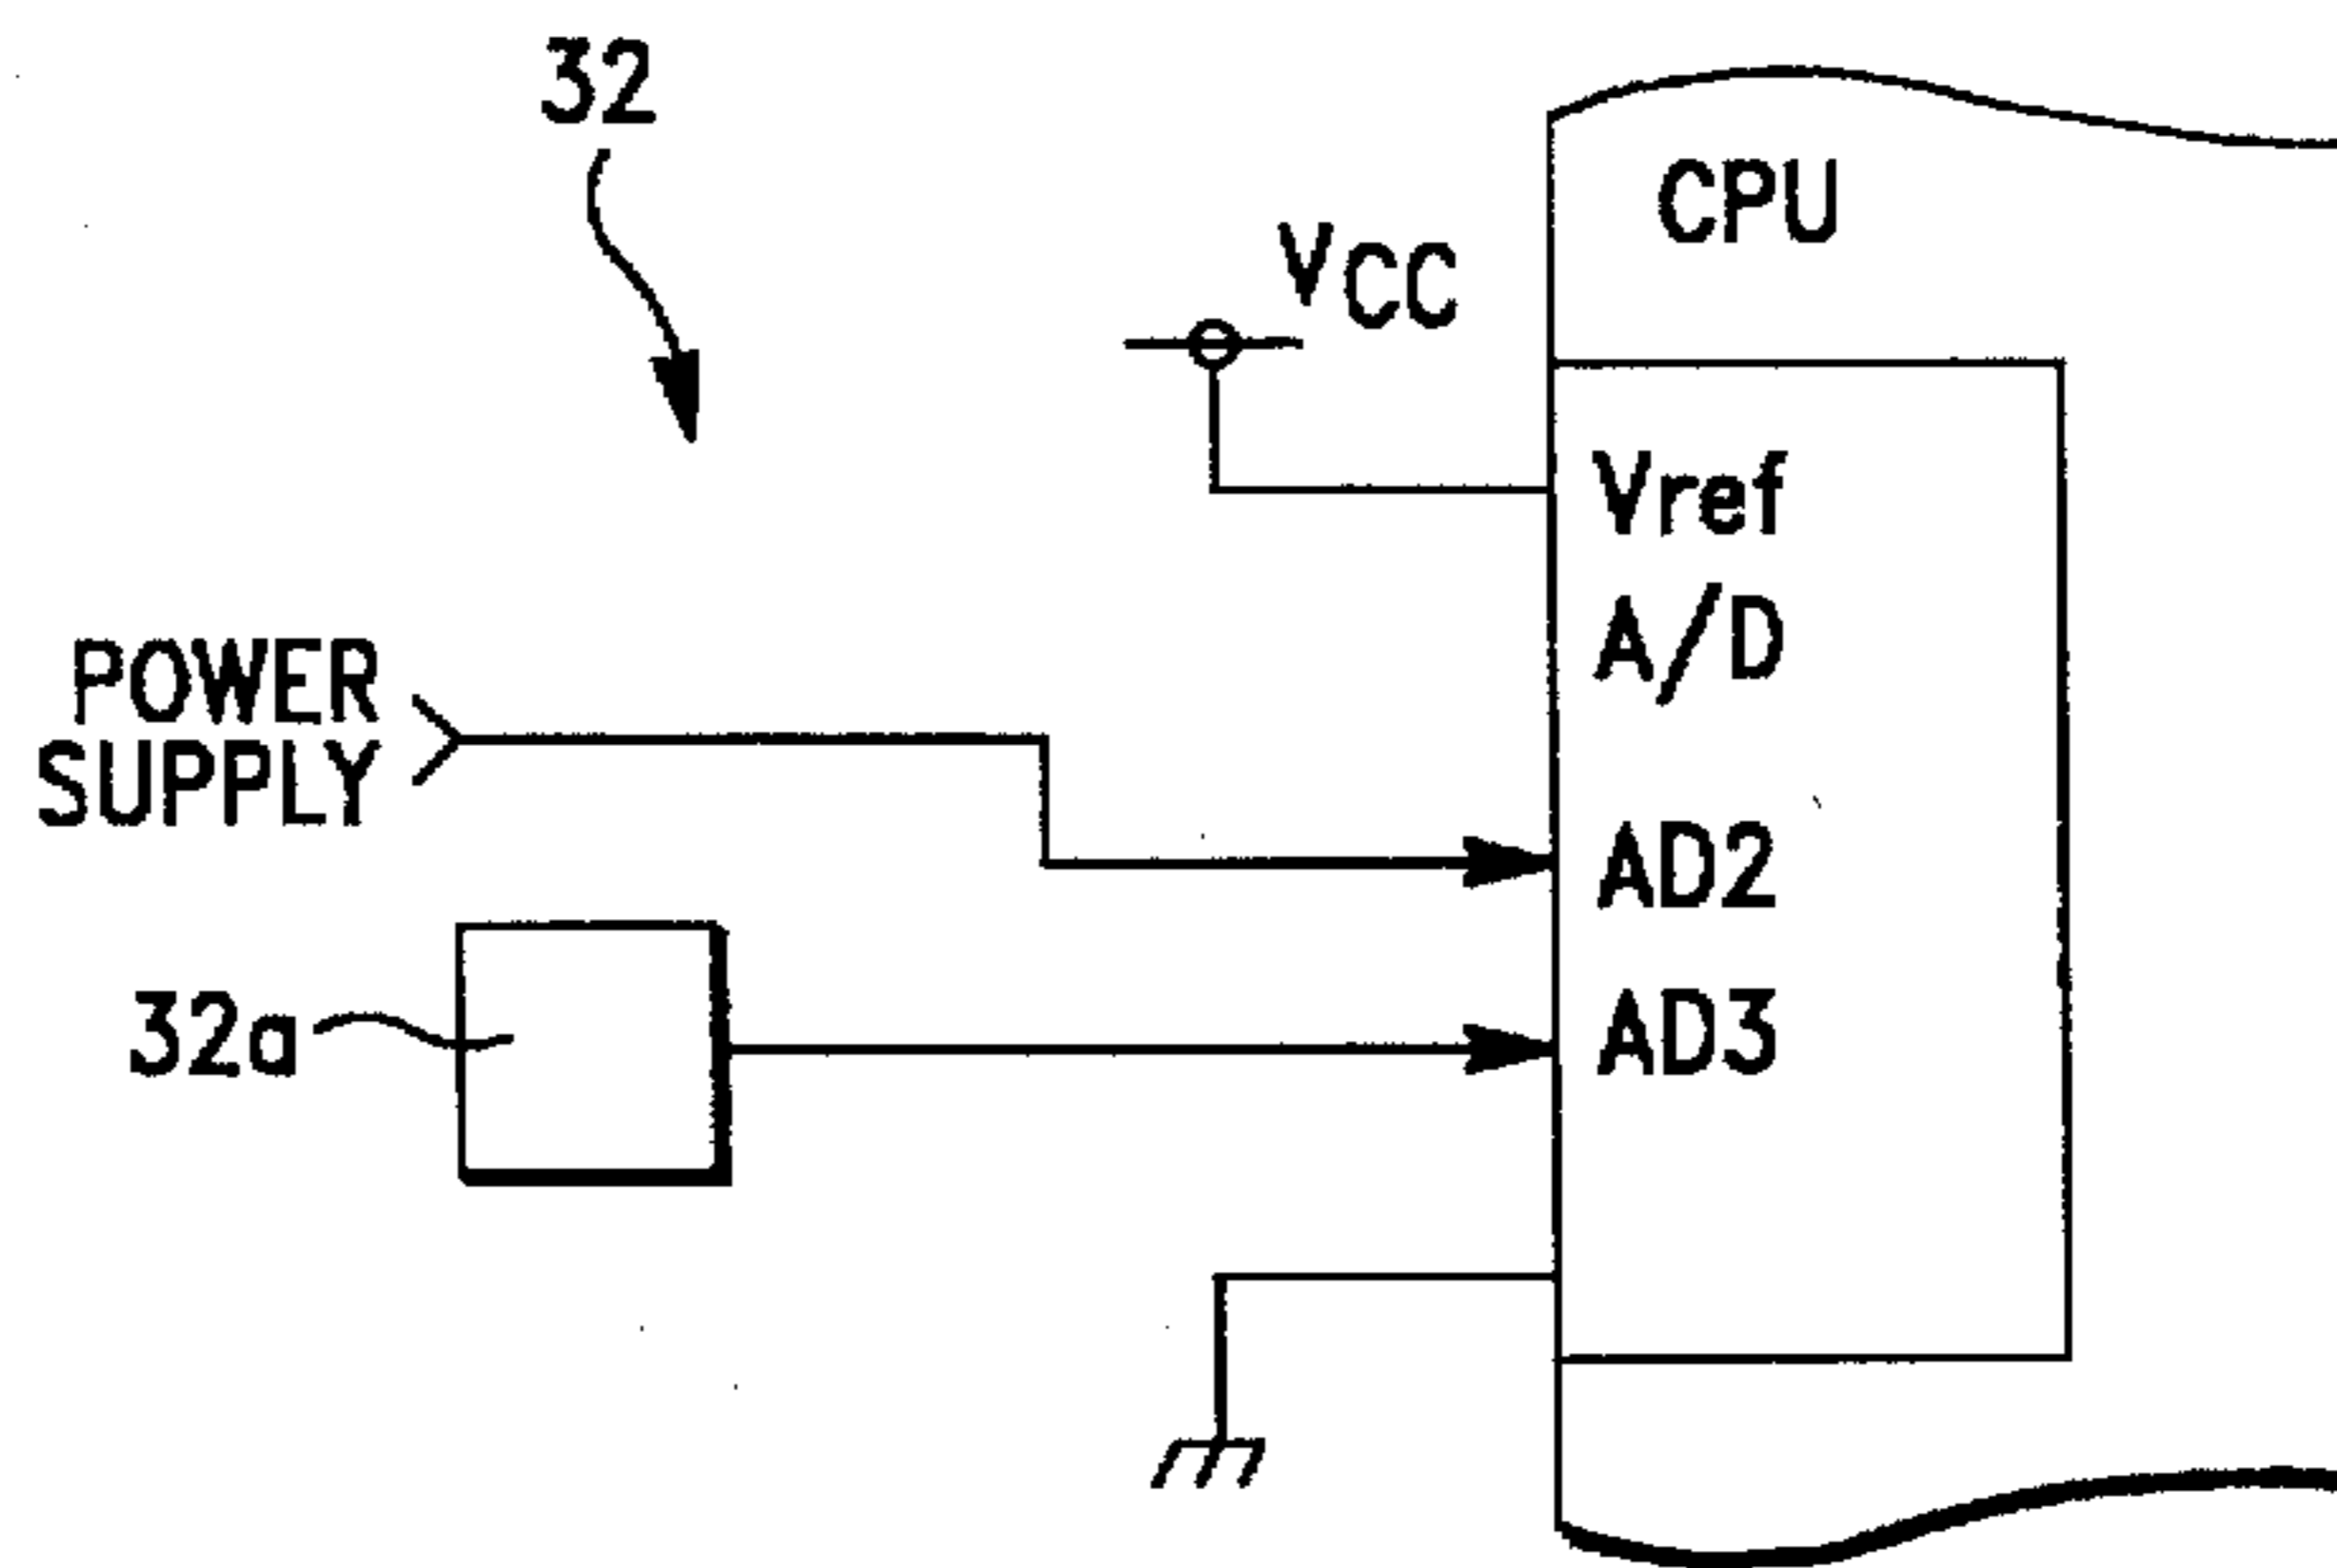 32
CPU
VCC
Vref
A/D
POWER
SUPPLY
AD2
32a
AD3